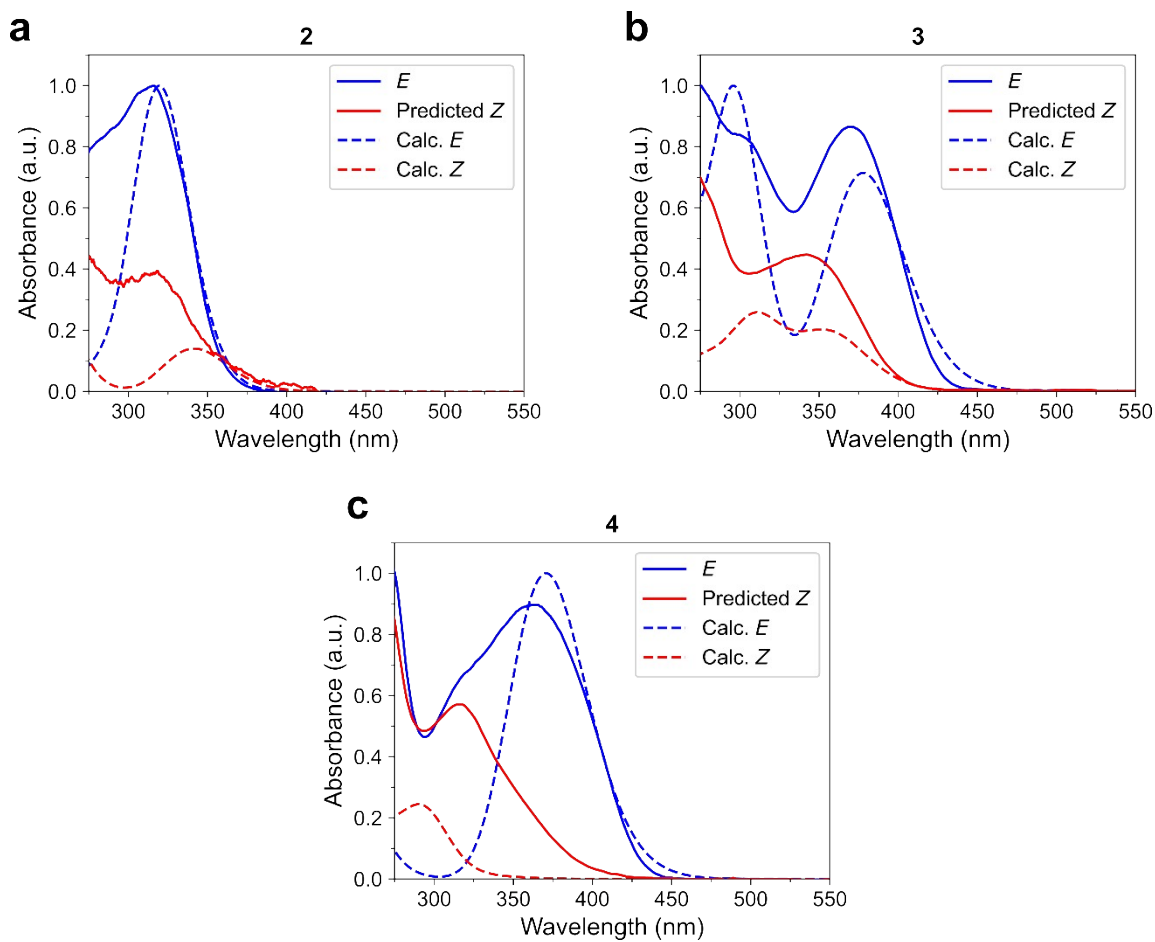 a
2
E
Predicted Z
Calc. E
Calc. Z
1.0
0.8
0.6
0.4
0.2
0.0
Absorbance (a.u.)
300 350 400 450 500 550
Wavelength (nm)
b
3
E
Predicted Z
Calc. E
Calc. Z
1.0
0.8
0.6
0.4
0.2
0.0
Absorbance (a.u.)
300 350 400 450 500 550
Wavelength (nm)
c
4
E
Predicted Z
Calc. E
Calc. Z
1.0
0.8
0.6
0.4
0.2
0.0
Absorbance (a.u.)
300 350 400 450 500 550
Wavelength (nm)